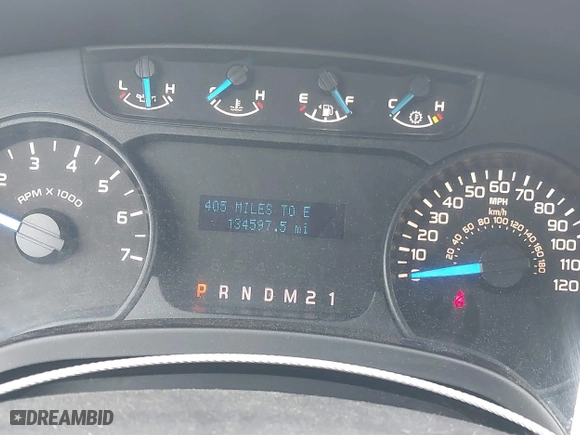 L H
C H
E F
C H
405 MILES TO E
134597.5 mi
P R N D M 2 1
2 3 4 5 6 7
RPM X 1000
0 10 20 30 40 50 60 70 80 90 100 110 120
MPH
km/h
20 40 60 80 100 120 140 160 180
DREAMBID